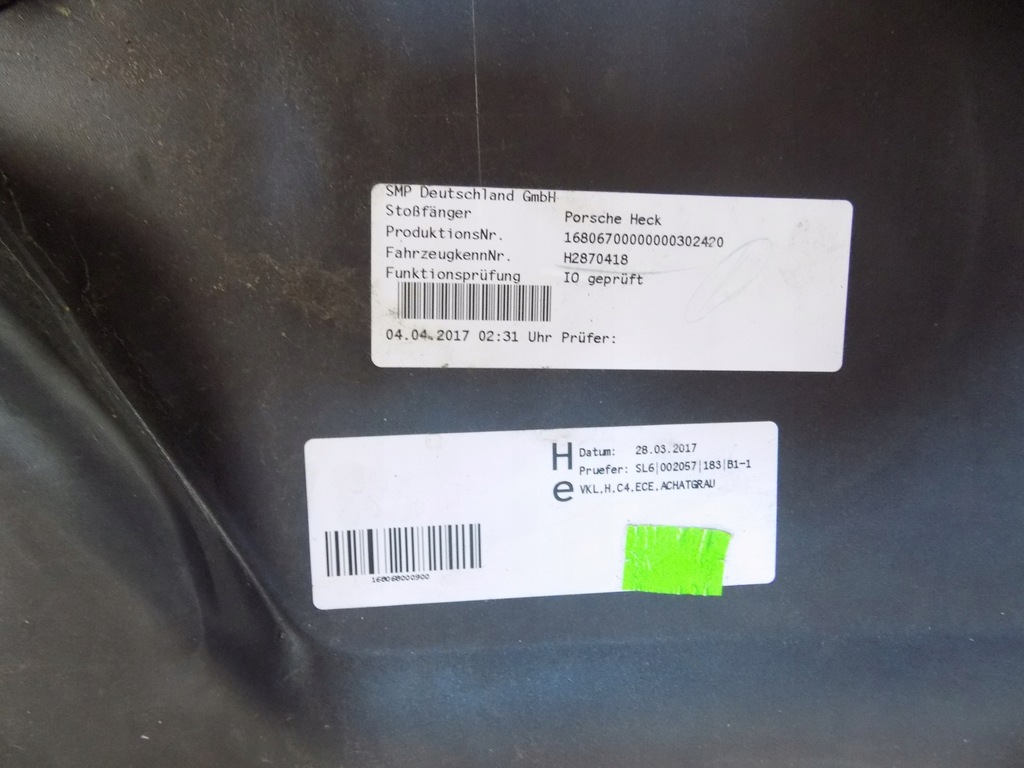 SMP Deutschland GmbH
Stoßfänger Porsche Heck
ProduktionsNr. 16806700000000302420
FahrzeugkennNr. H2870418
Funktionsprüfung IO geprüft
04.04.2017 02:31 Uhr Prüfer:
He
Datum: 28.03.2017
Pruefer: SL6|002057|183|B1-1
VKL.H.C4.ECE.ACHATGRAU
168068000900